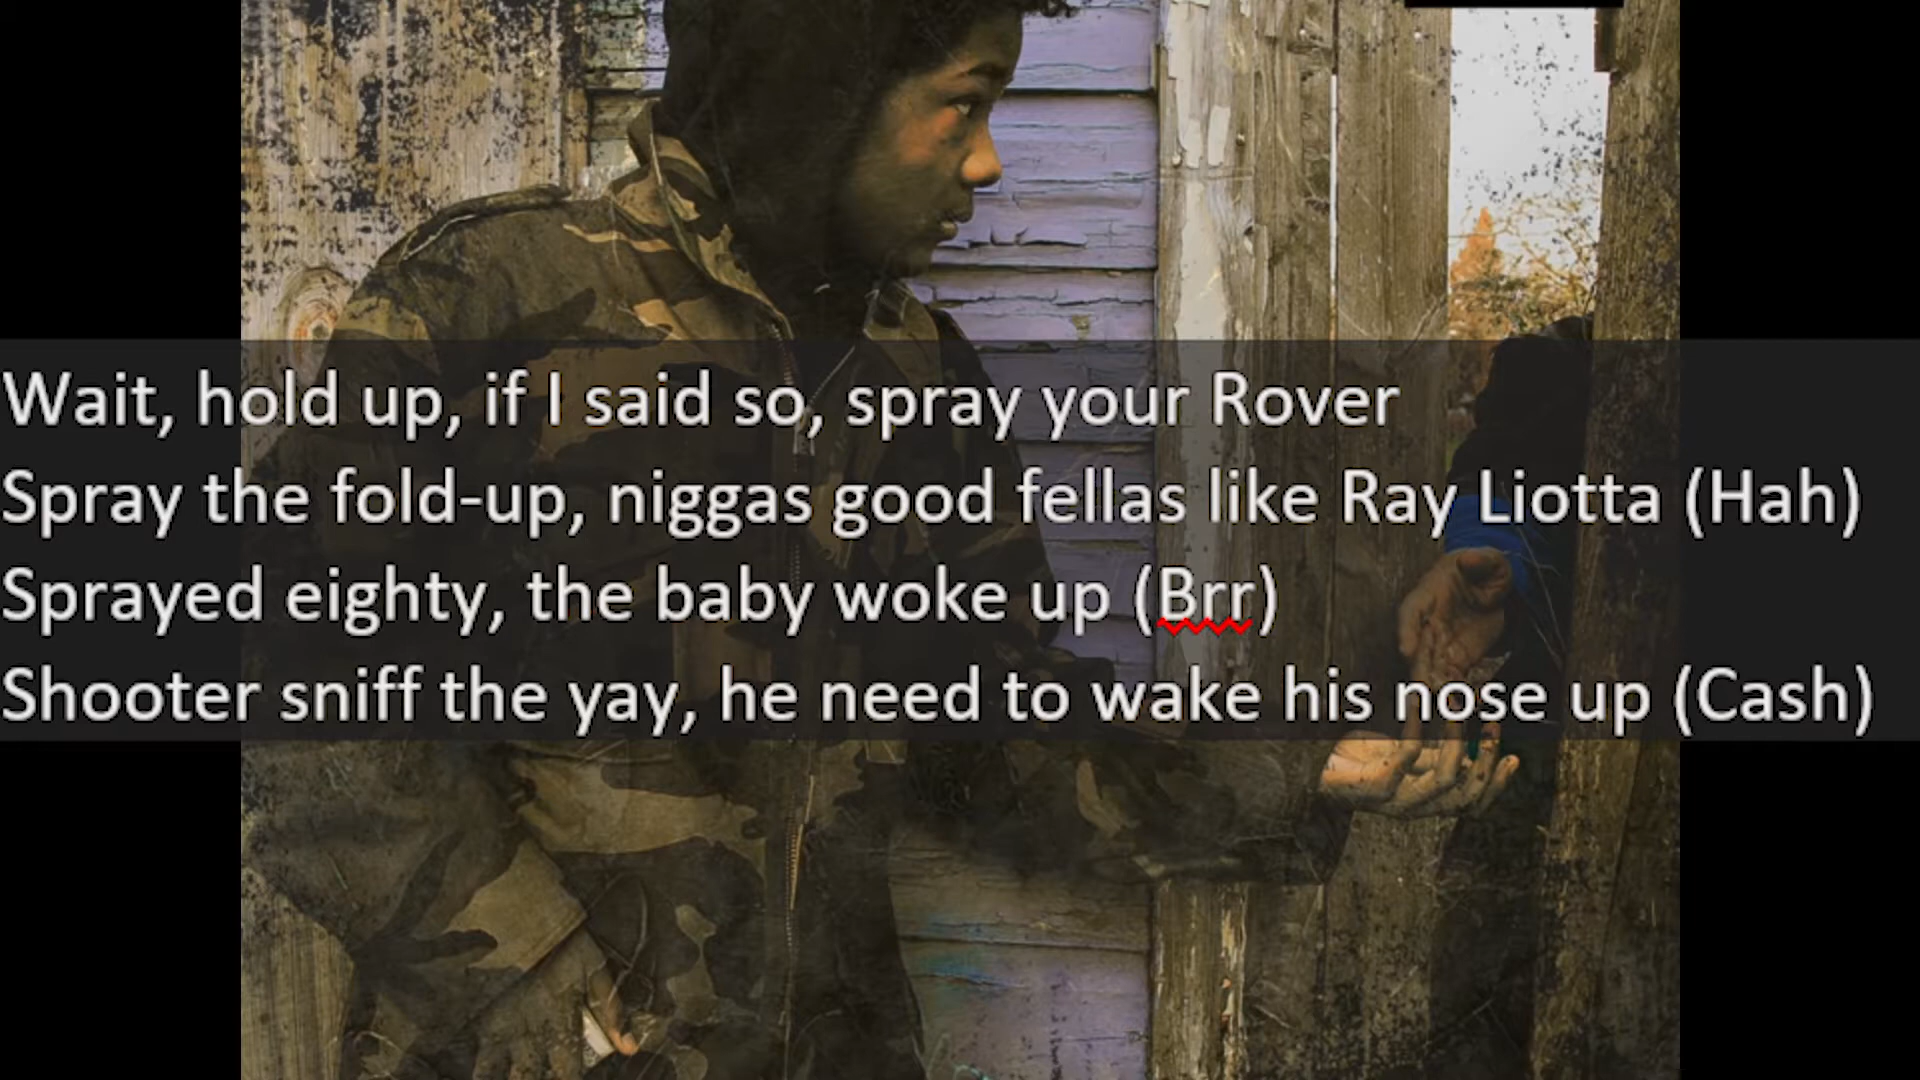 Wait, hold up, if I said so, spray your Rover
Spray the fold-up, niggas good fellas like Ray Liotta (Hah)
Sprayed eighty, the baby woke up (Brr)
Shooter sniff the yay, he need to wake his nose up (Cash)